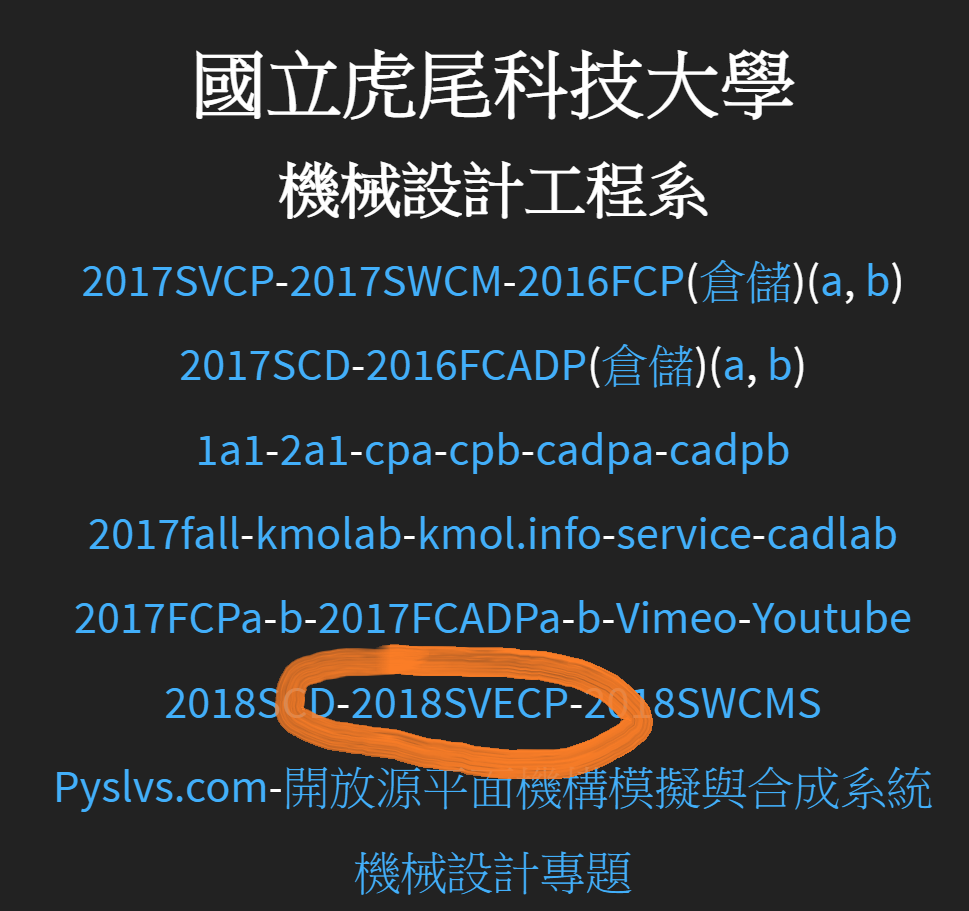 國立虎尾科技大學
機械設計工程系
2017SVCP-2017SWCM-2016FCP(倉儲)(a, b)
2017SCD-2016FCADP(倉儲)(a, b)
1a1-2a1-cpa-cpb-cadpa-cadpb
2017fall-kmolab-kmol.info-service-cadlab
2017FCPa-b-2017FCADPa-b-Vimeo-Youtube
2018SCD-2018SVECP-2018SWCMS
Pyslvs.com-開放源平面機構模擬與合成系統
機械設計專題